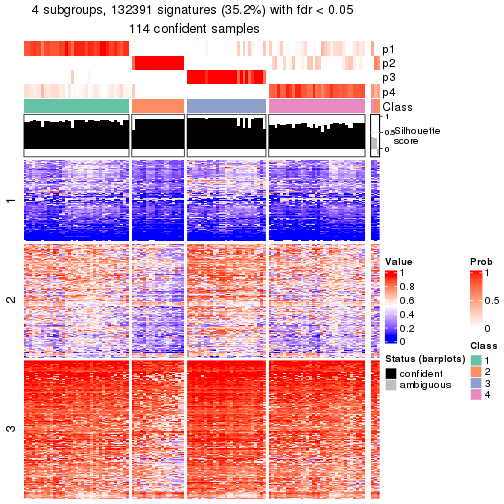 4 subgroups, 132391 signatures (35.2%) with fdr < 0.05
114 confident samples
p1
p2
p3
p4
Class
1
0.5
0
Silhouette
score
1
2
3
Value
1
0.8
0.6
0.4
0.2
0
Status (barplots)
confident
ambiguous
Prob
1
0.5
0
Class
1
2
3
4